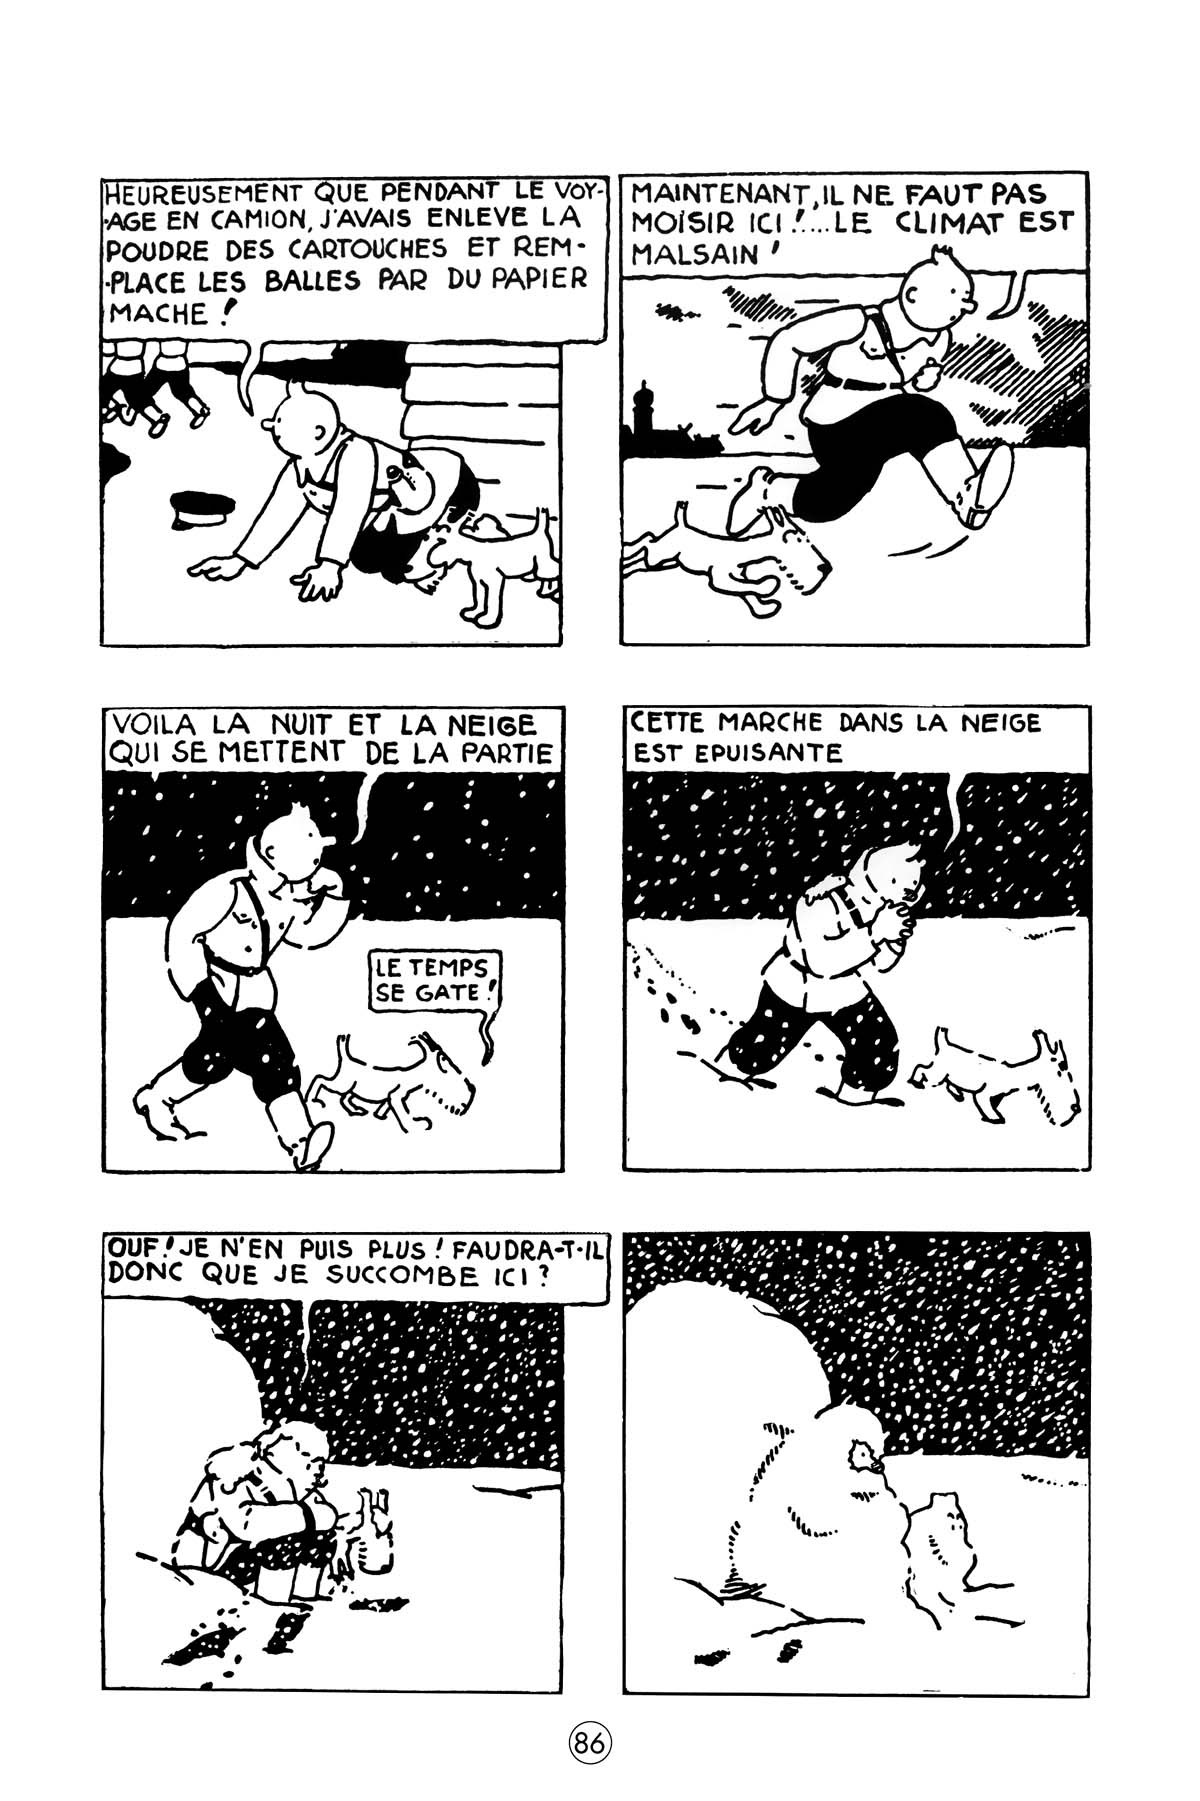 HEUREUSEMENT QUE PENDANT LE VOY-
-AGE EN CAMION, J'AVAIS ENLEVE LA
POUDRE DES CARTOUCHES ET REM-
-PLACE LES BALLES PAR DU PAPIER
MACHE !
MAINTENANT, IL NE FAUT PAS
MOISIR ICI !....LE CLIMAT EST
MALSAIN !
VOILA LA NUIT ET LA NEIGE
QUI SE METTENT DE LA PARTIE
LE TEMPS
SE GATE !
CETTE MARCHE DANS LA NEIGE
EST EPUISANTE
OUF ! JE N'EN PUIS PLUS ! FAUDRA-T-IL
DONC QUE JE SUCCOMBE ICI ?
86